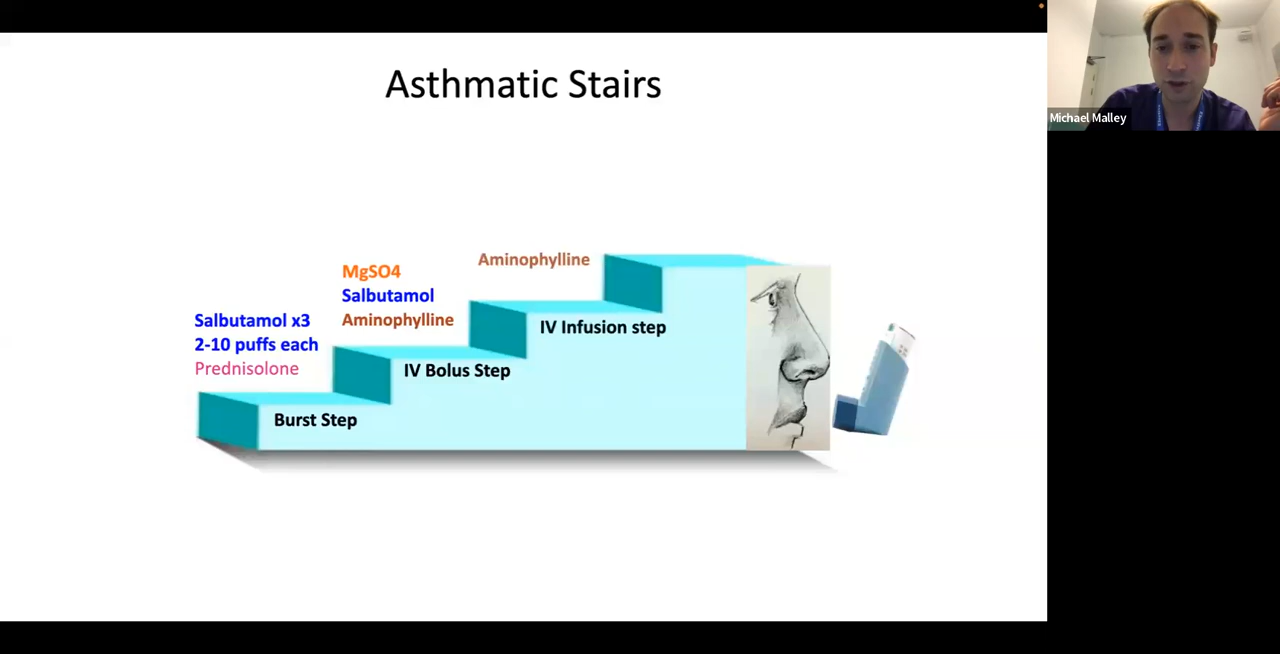 Asthmatic Stairs
Michael Malley
Salbutamol x3
2-10 puffs each
Prednisolone
Burst Step
MgSO4
Salbutamol
Aminophylline
IV Bolus Step
Aminophylline
IV Infusion step